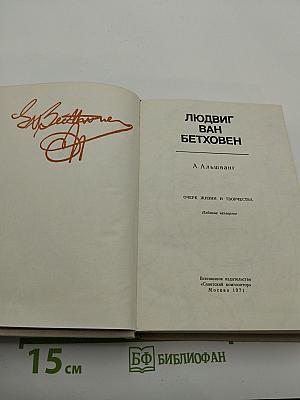 L. v. Beethoven
ЛЮДВИГ
ВАН
БЕТХОВЕН
А. Альшванг
ОЧЕРК ЖИЗНИ И ТВОРЧЕСТВА
Издание четвертое
Всесоюзное издательство
«Советский композитор»
Москва 1971
15 см
БФ БИБЛИОФАН